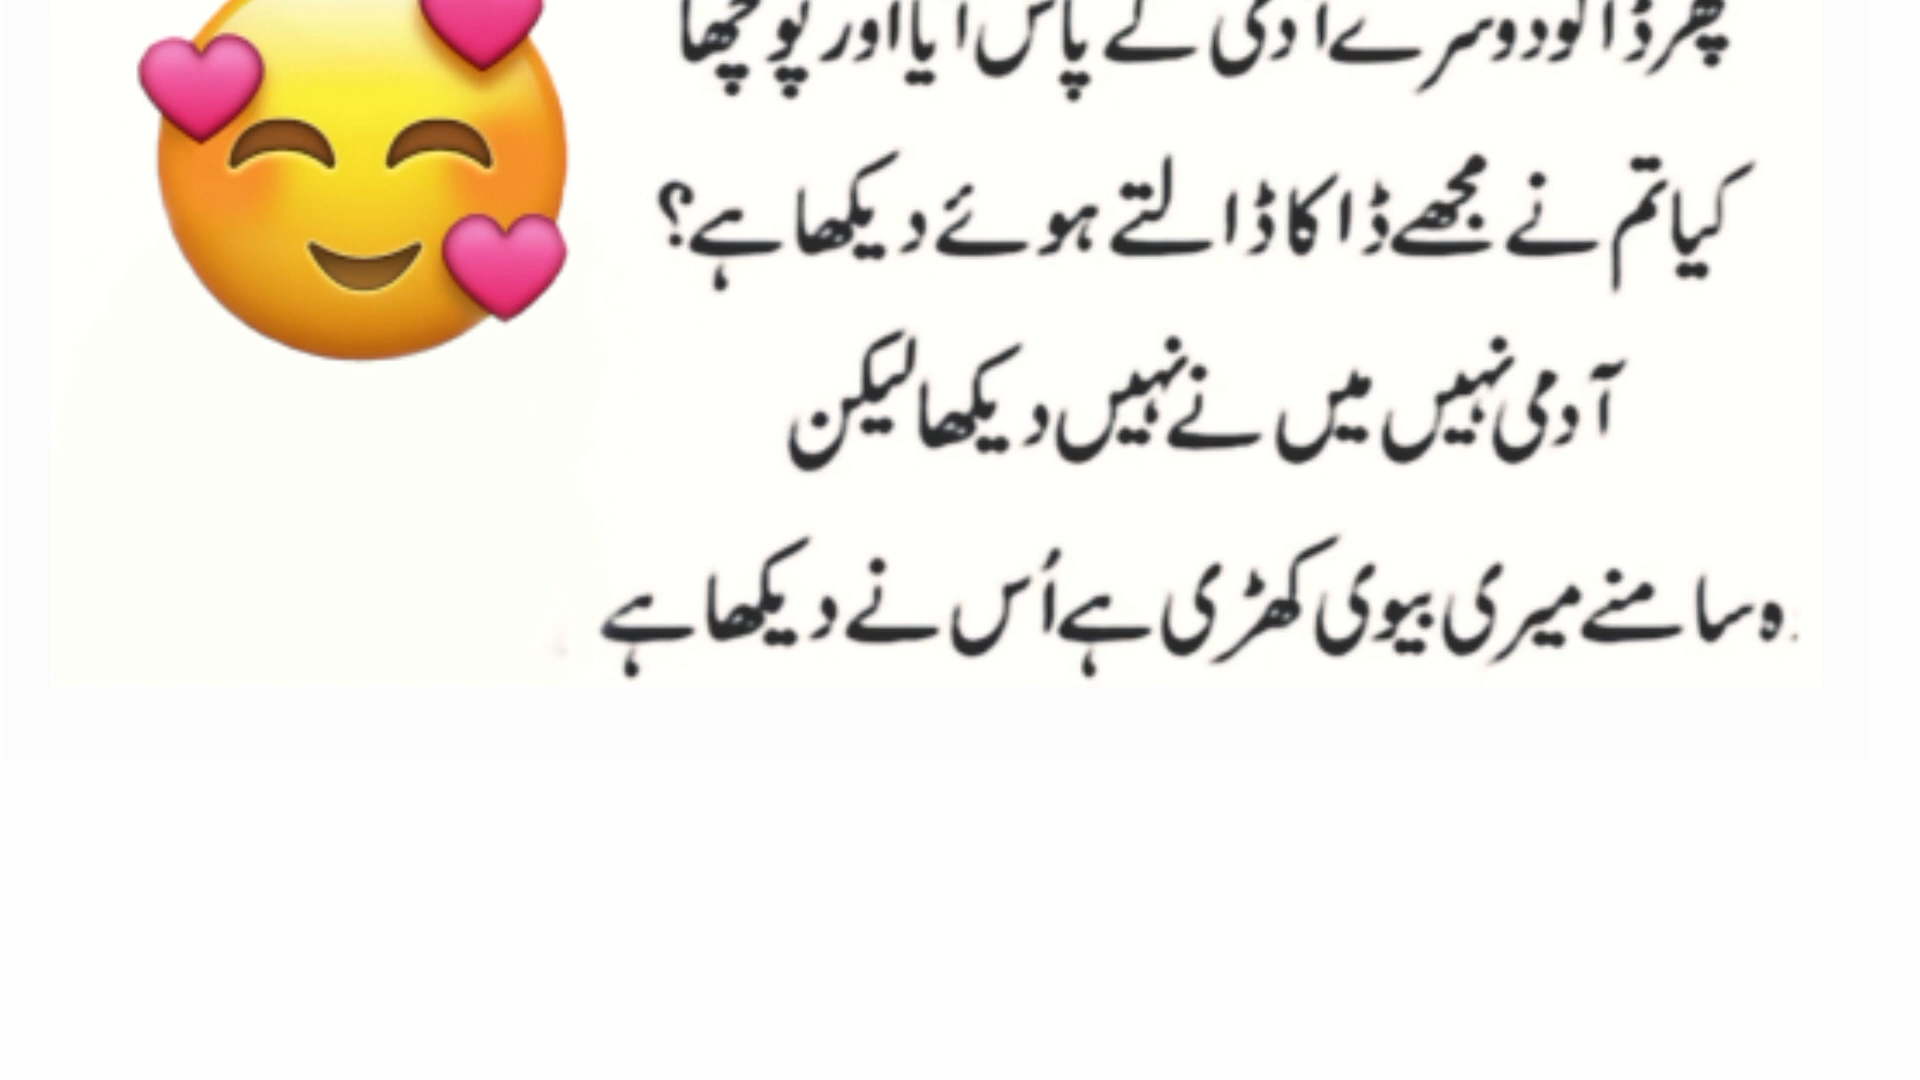 پھر ڈاکو دوسرے آدمی کے پاس آیا اور پوچھا
کیا تم نے مجھے ڈاکا ڈالتے ہوئے دیکھا ہے؟
آدمی نہیں میں نے نہیں دیکھا لیکن
ہ سامنے میری بیوی کھڑی ہے اُس نے دیکھا ہے